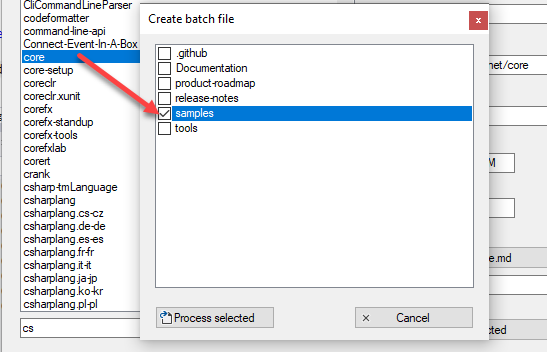 CliCommandLineParser
codeformatter
command-line-api
Connect-Event-In-A-Box
core
core-setup
coreclr
coreclr.xunit
corefx
corefx-standup
corefx-tools
corefxlab
corert
crank
csharp-tmLanguage
csharplang
csharplang.cs-cz
csharplang.de-de
csharplang.es-es
csharplang.fr-fr
csharplang.it-it
csharplang.ja-jp
csharplang.ko-kr
csharplang.pl-pl
cs
Create batch file
.github
Documentation
product-roadmap
release-notes
samples
tools
Process selected
Cancel
net/core
M
e.md
cted